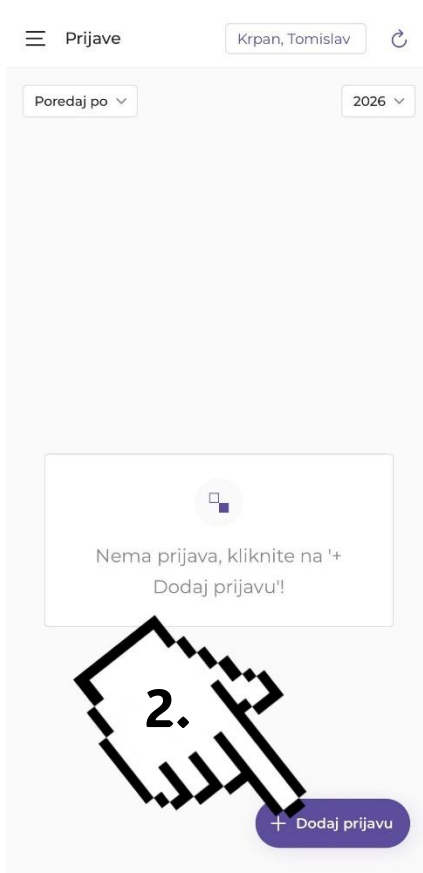 Prijave
Krpan, Tomislav
Poredaj po
2026
Nema prijava, kliknite na '+
Dodaj prijavu'!
2.
+ Dodaj prijavu